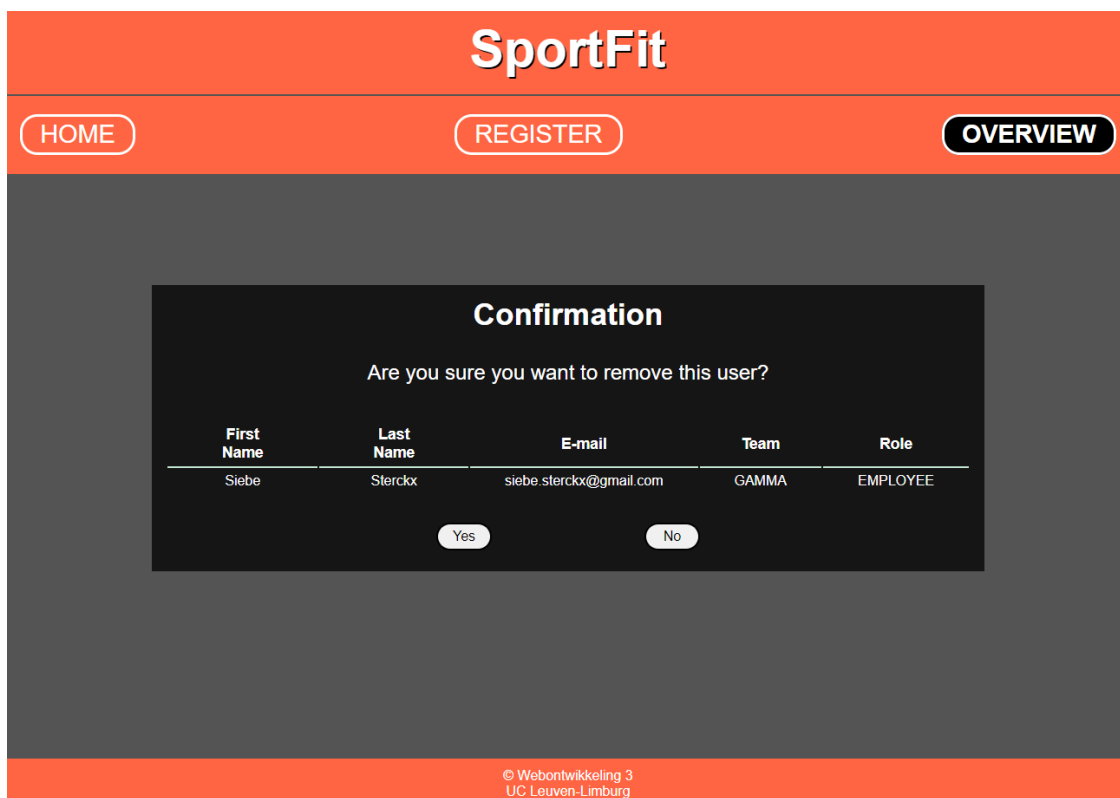 SportFit
HOME REGISTER OVERVIEW
Confirmation
Are you sure you want to remove this user?
First Name Last Name E-mail Team Role
Siebe Sterckx siebe.sterckx@gmail.com GAMMA EMPLOYEE
Yes No
© Webontwikkeling 3
UC Leuven-Limburg